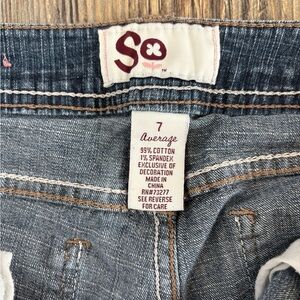 So
TM
7
Average
99% COTTON
1% SPANDEX
EXCLUSIVE OF
DECORATION
MADE IN
CHINA
RN#73277
SEE REVERSE
FOR CARE